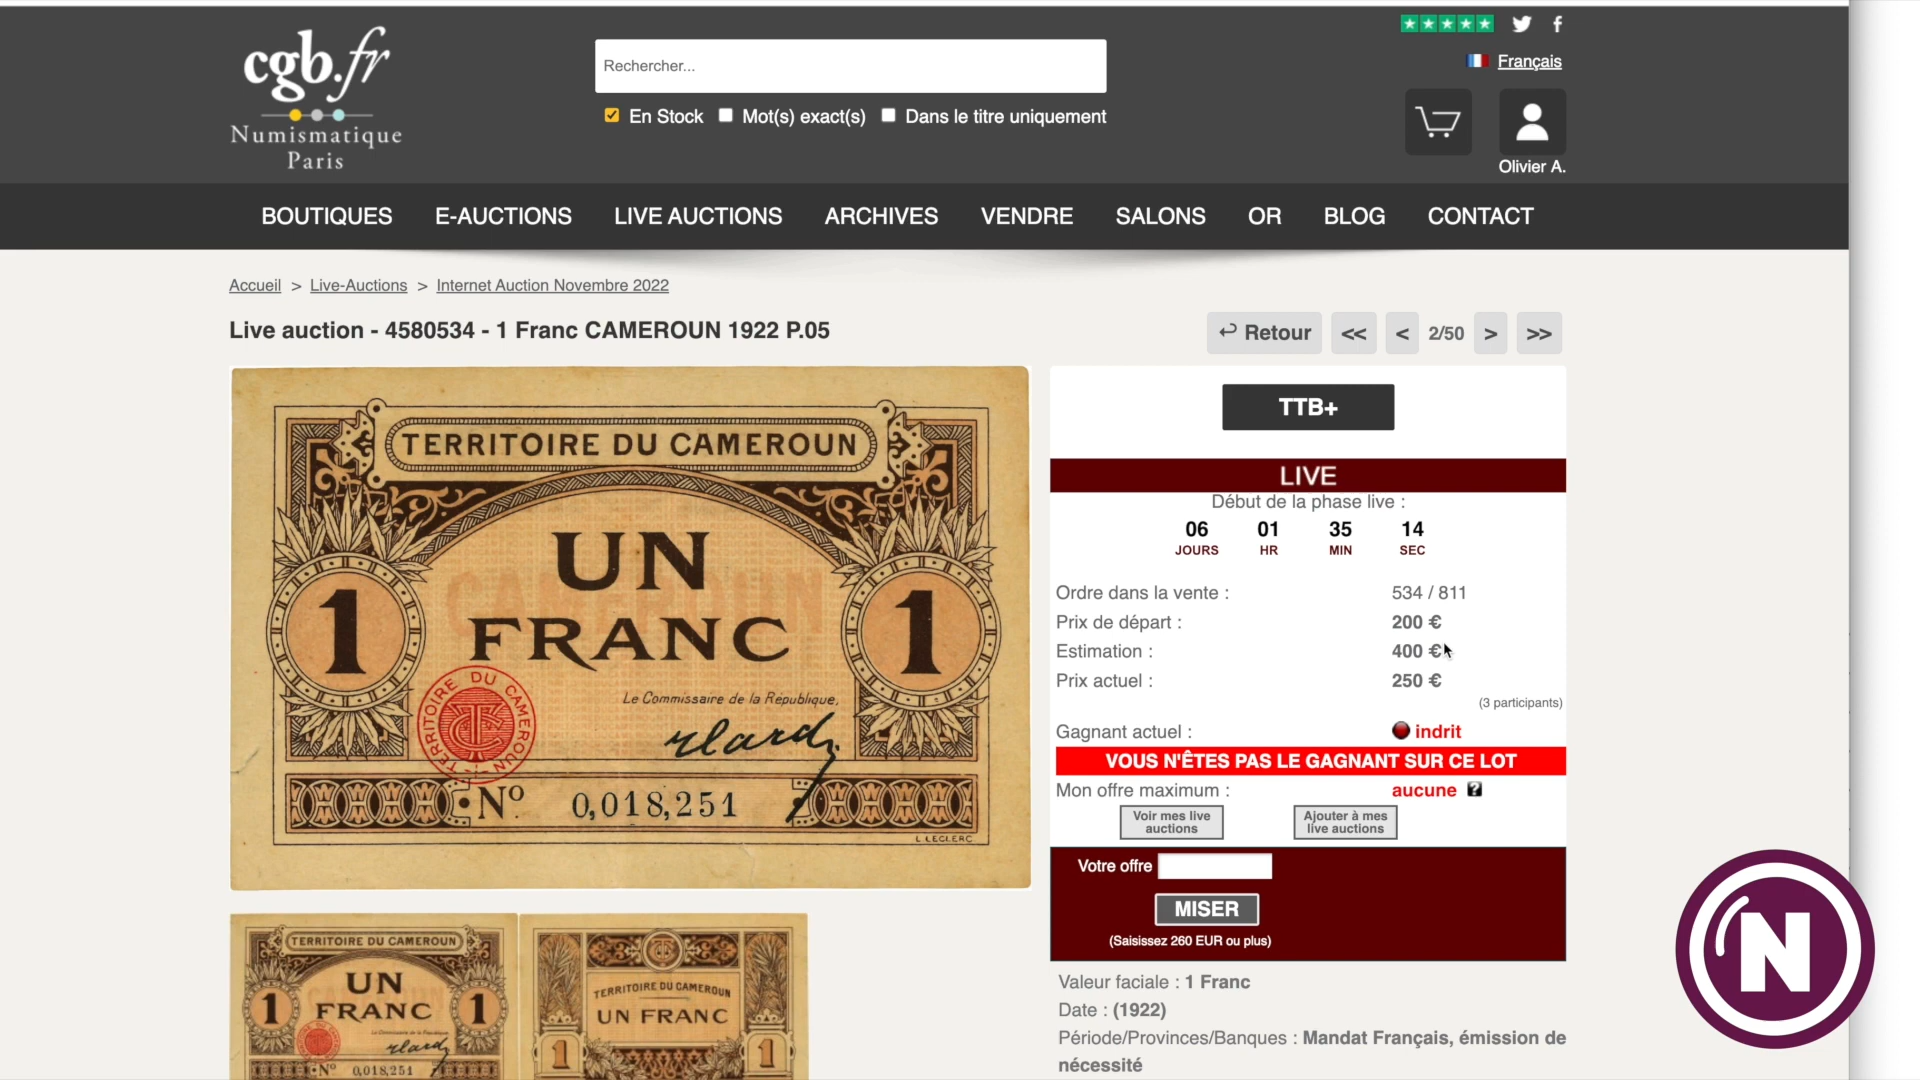 cgb.fr
Numismatique
Paris
Rechercher...
En Stock Mot(s) exact(s) Dans le titre uniquement
Français
Olivier A.
BOUTIQUES E-AUCTIONS LIVE AUCTIONS ARCHIVES VENDRE SALONS OR BLOG CONTACT
Accueil > Live-Auctions > Internet Auction Novembre 2022
Live auction - 4580534 - 1 Franc CAMEROUN 1922 P.05
Retour << < 2/50 > >>
TERRITOIRE DU CAMEROUN
CAMEROUN
UN
FRANC
1 1
Le Commissaire de la République,
TERRITOIRE DU CAMEROUN
Nº 0,018,251
L. LECLERC
TERRITOIRE DU CAMEROUN
UN
FRANC
1 1
Nº 0,018,251
TERRITOIRE DU CAMEROUN
UN FRANC
1 1
TTB+
LIVE
Début de la phase live :
06 01 35 14
JOURS HR MIN SEC
Ordre dans la vente : 534 / 811
Prix de départ : 200 €
Estimation : 400 €
Prix actuel : 250 €
(3 participants)
Gagnant actuel : indrit
VOUS N'ÊTES PAS LE GAGNANT SUR CE LOT
Mon offre maximum : aucune ?
Voir mes live
auctions
Ajouter à mes
live auctions
Votre offre
MISER
(Saisissez 260 EUR ou plus)
Valeur faciale : 1 Franc
Date : (1922)
Période/Provinces/Banques : Mandat Français, émission de
nécessité
N